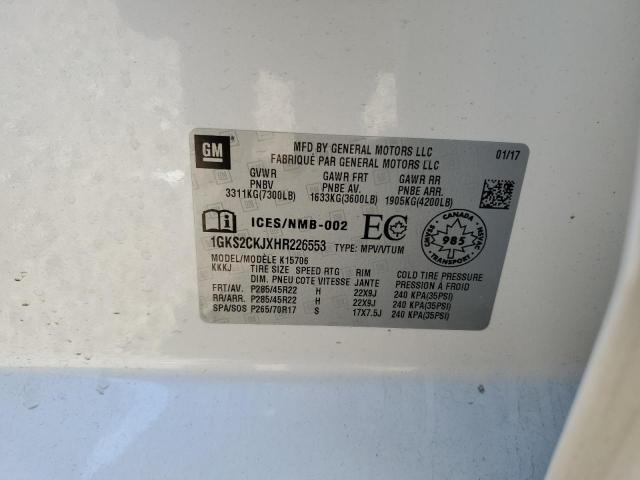 GM
MFD BY GENERAL MOTORS LLC
FABRIQUÉ PAR GENERAL MOTORS LLC
01/17
GVWR GAWR FRT GAWR RR
PNBV PNBE AV. PNBE ARR.
3311KG(7300LB) 1633KG(3600LB) 1905KG(4200LB)
ICES/NMB-002 EC
CANADA
CMVSS NSVAC
985
1GKS2CKJXHR226553 TYPE: MPV/VTUM
MODEL/MODÈLE K15706
KKKJ TIRE SIZE SPEED RTG RIM COLD TIRE PRESSURE
DIM. PNEU COTE VITESSE JANTE PRESSION À FROID
FRT/AV. P285/45R22 H 22X9J 240 KPA(35PSI)
RR/ARR. P285/45R22 H 22X9J 240 KPA(35PSI)
SPA/SOS P265/70R17 S 17X7.5J 240 KPA(35PSI)